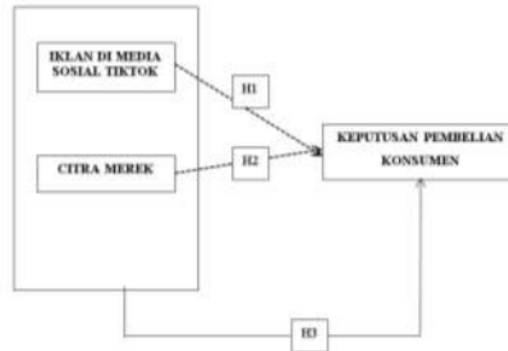 IKLAN DI MEDIA
SOSIAL TIKTOK
H1
KEPUTUSAN PEMBELIAN
KONSUMEN
H2
CITRA MEREK
H3